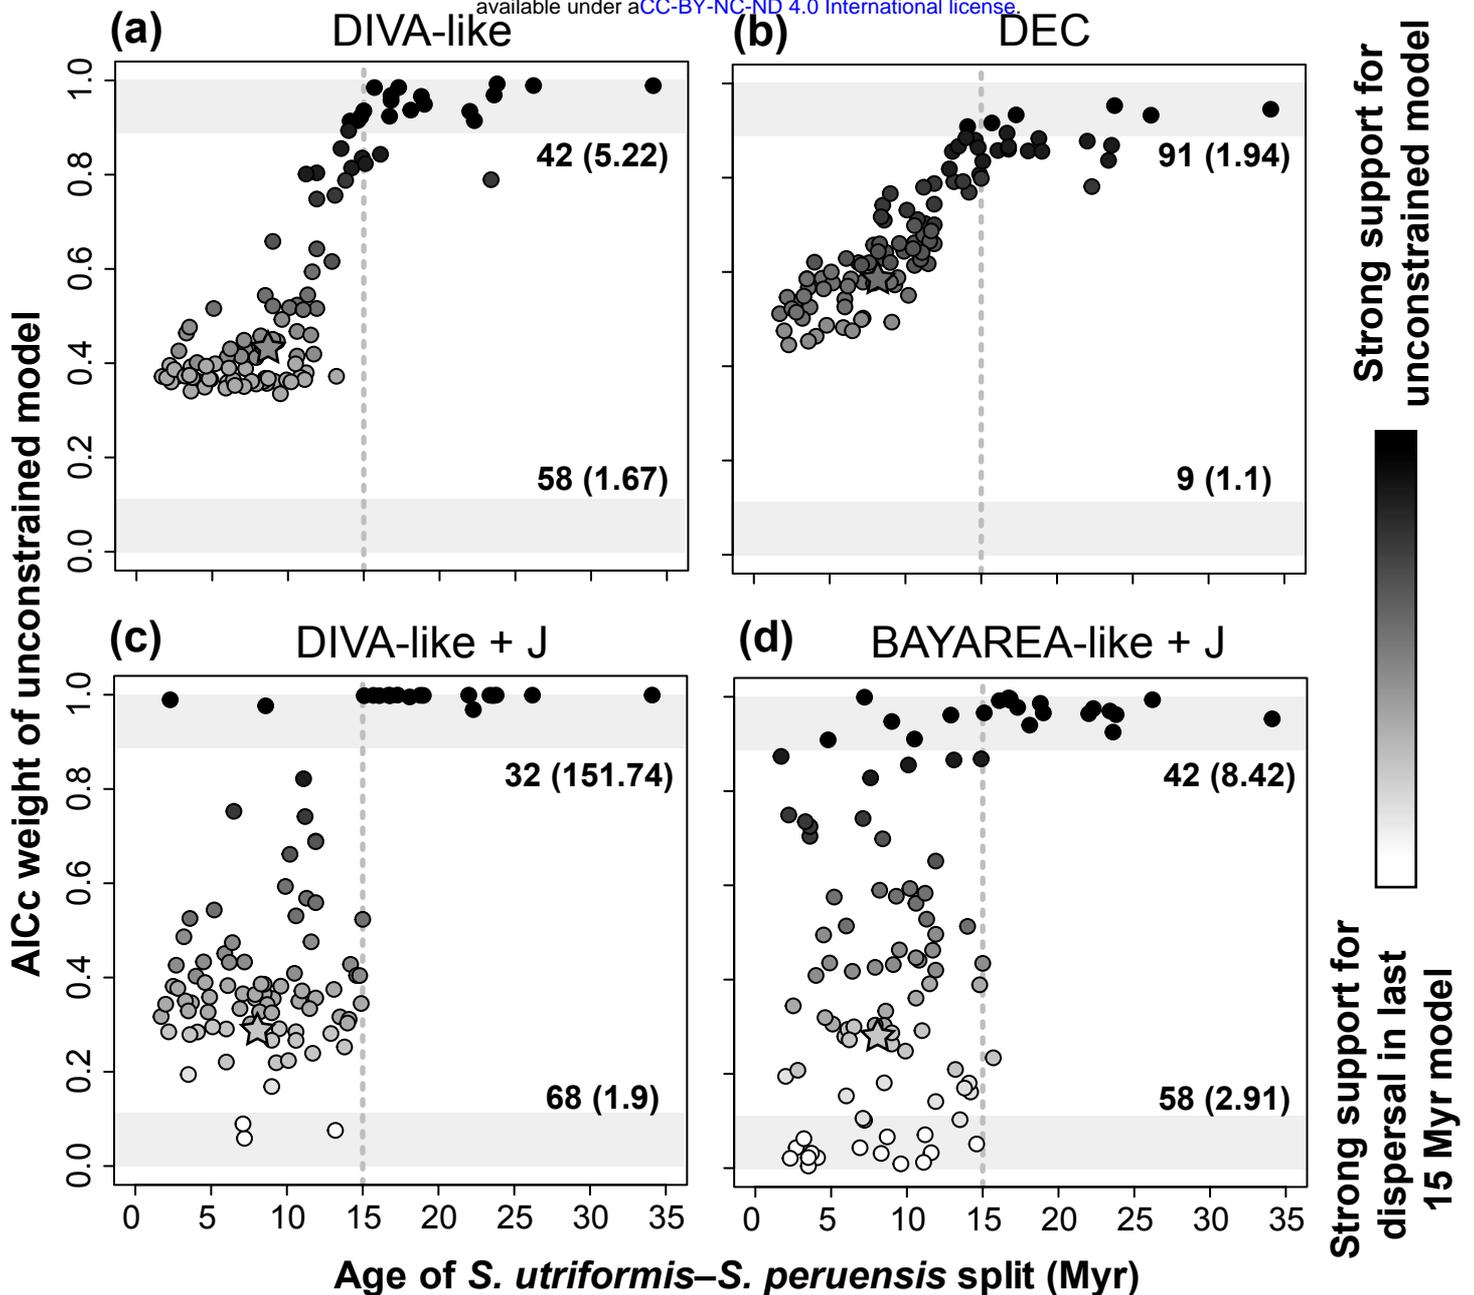 available under aCC-BY-NC-ND 4.0 International license.
(a) DIVA-like
(b) DEC
AICc weight of unconstrained model
1.0
0.8
0.6
0.4
0.2
0.0
42 (5.22)
58 (1.67)
91 (1.94)
9 (1.1)
(c) DIVA-like + J
(d) BAYAREA-like + J
1.0
0.8
0.6
0.4
0.2
0.0
32 (151.74)
68 (1.9)
42 (8.42)
58 (2.91)
0 5 10 15 20 25 30 35
0 5 10 15 20 25 30 35
Age of S. utriformis–S. peruensis split (Myr)
Strong support for
unconstrained model
Strong support for
dispersal in last
15 Myr model